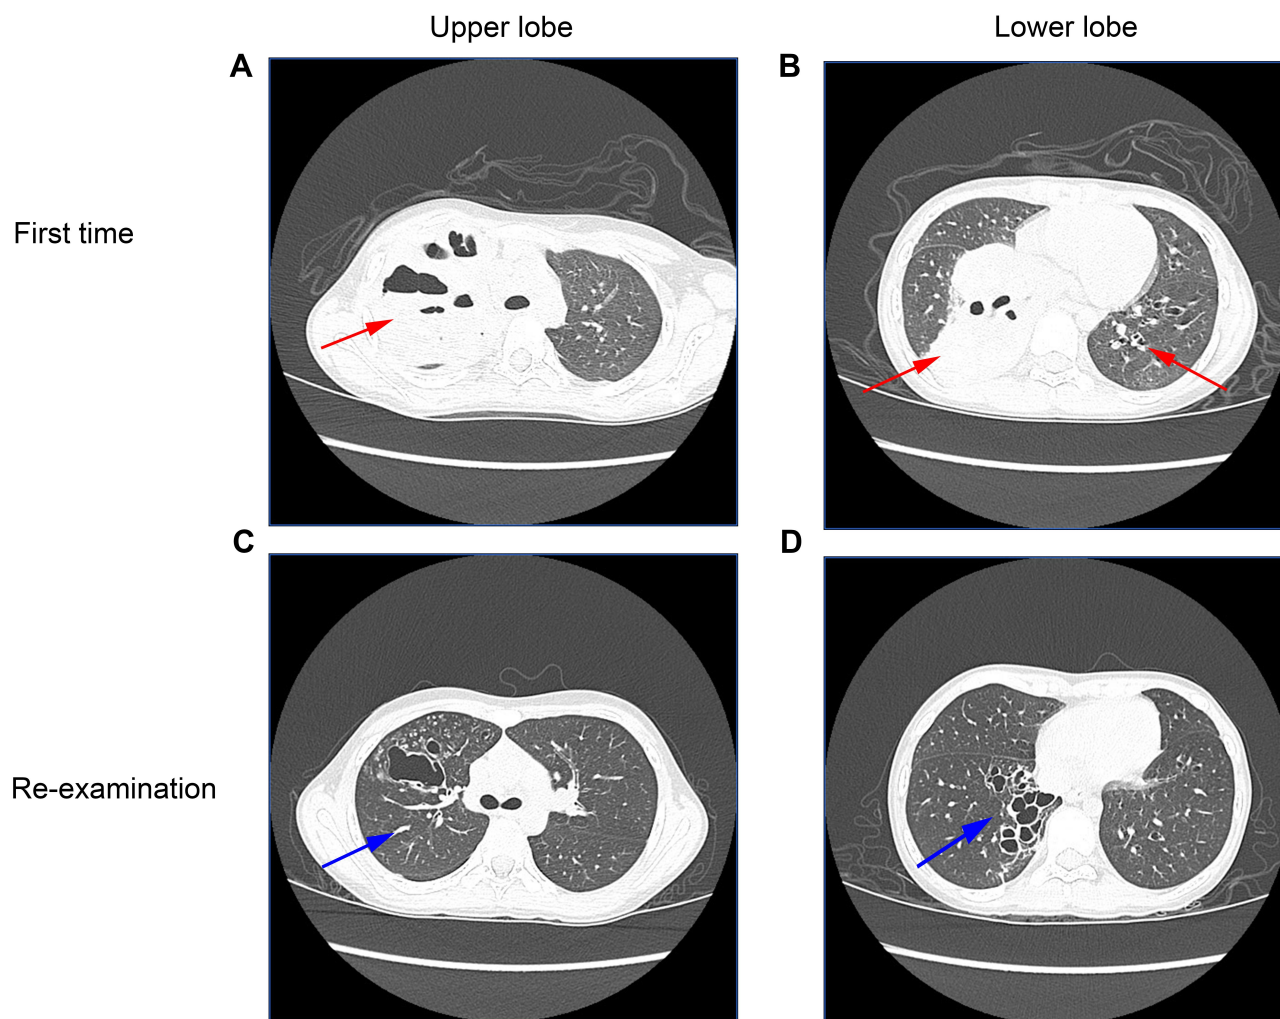 Upper lobe
Lower lobe
A
B
First time
C
D
Re-examination